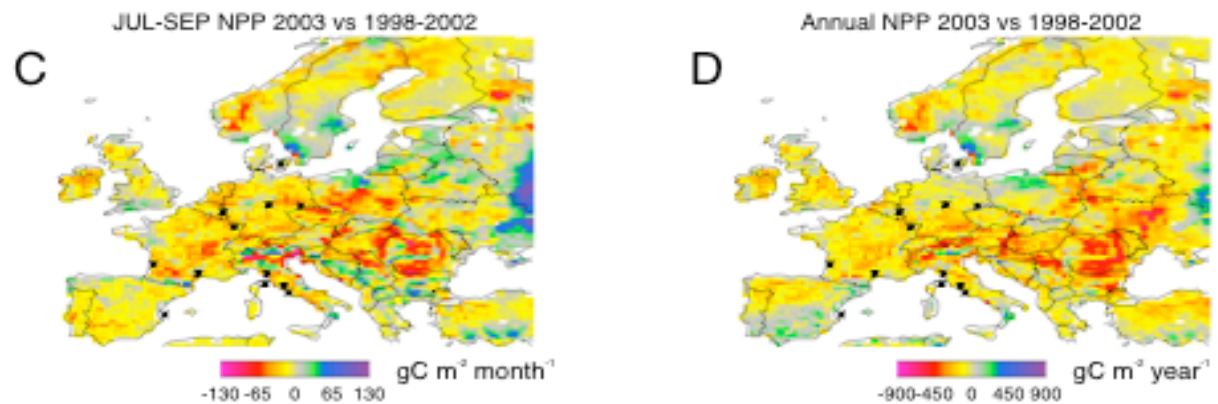 JUL-SEP NPP 2003 vs 1998-2002
C
-130 -65 0 65 130
gC m⁻² month⁻¹
Annual NPP 2003 vs 1998-2002
D
-900-450 0 450 900
gC m⁻² year⁻¹